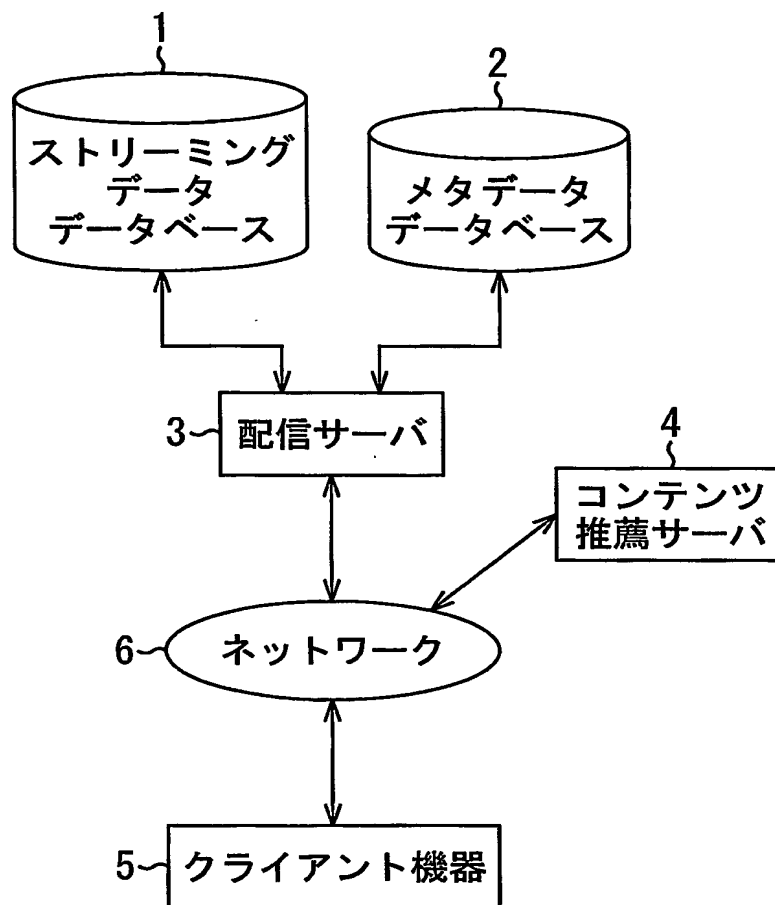 1
ストリーミング
データ
データベース
2
メタデータ
データベース
3
配信サーバ
4
コンテンツ
推薦サーバ
6
ネットワーク
5
クライアント機器